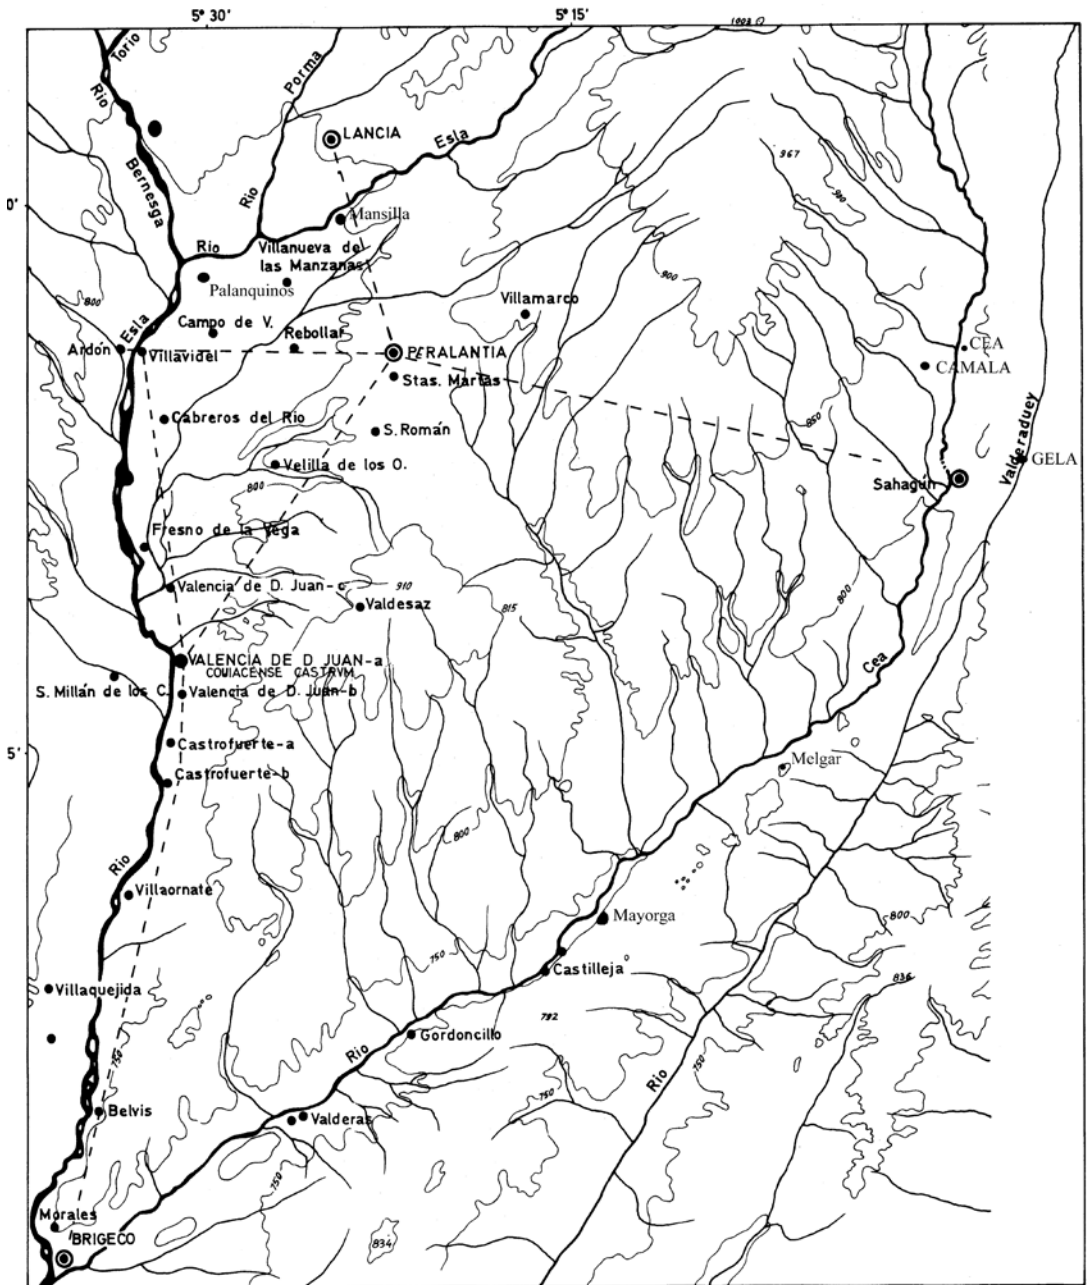 5° 30'
5° 15'
1003
Rio
Torio
Rio
Porma
Bernesga
LANCIA
Esla
967
900
0'
Mansilla
Rio
Villanueva de
las Manzanas
Palanquinos
900
800
Villamarco
Esla
Campo de V.
Rebollar
Ardón
Villavidel
PERALANTIA
CEA
CAMALA
Stas. Martas
Cabreros del Rio
S. Román
850
Valderaduey
Velilla de los O.
GELA
Sahagún
800
Fresno de la Vega
Valencia de D. Juan-c
910
Valdesaz
815
800
VALENCIA DE D JUAN-a
COVIACENSE CASTRVM
S. Millán de los C.
Valencia de D. Juan-b
Cea
Castrofuerte-a
5'
Melgar
Castrofuerte-b
800
Rio
Villaornate
Mayorga
800
750
Castilleja
836
Villaquejida
792
Gordoncillo
Rio
750
750
Rio
750
Belvis
Valderas
750
Morales
BRIGECO
834